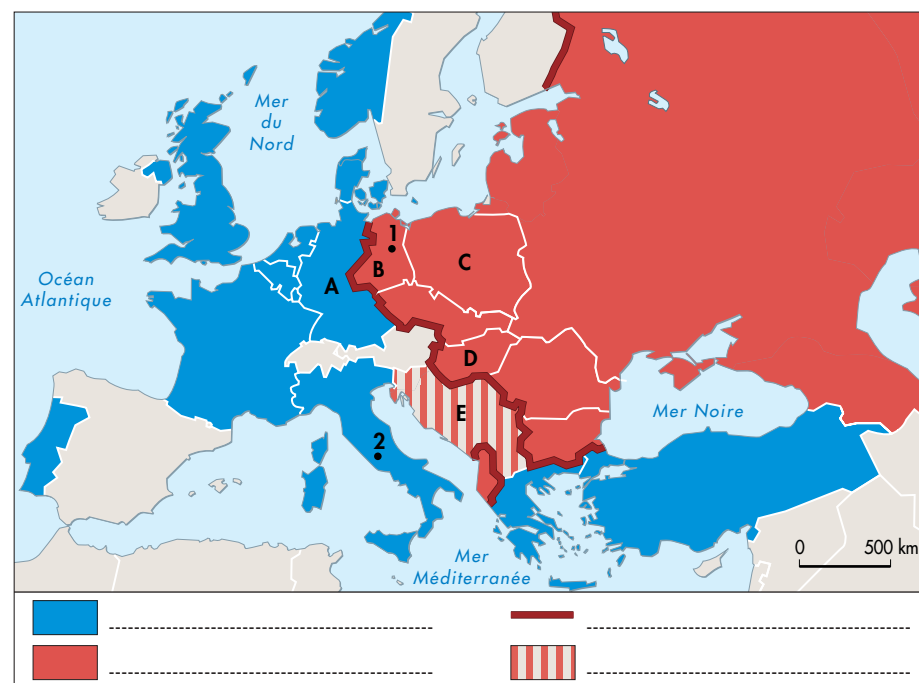 Mer
du
Nord
1
B
C
A
Océan
Atlantique
D
E
Mer Noire
2
Mer
Méditerranée
0 500 km